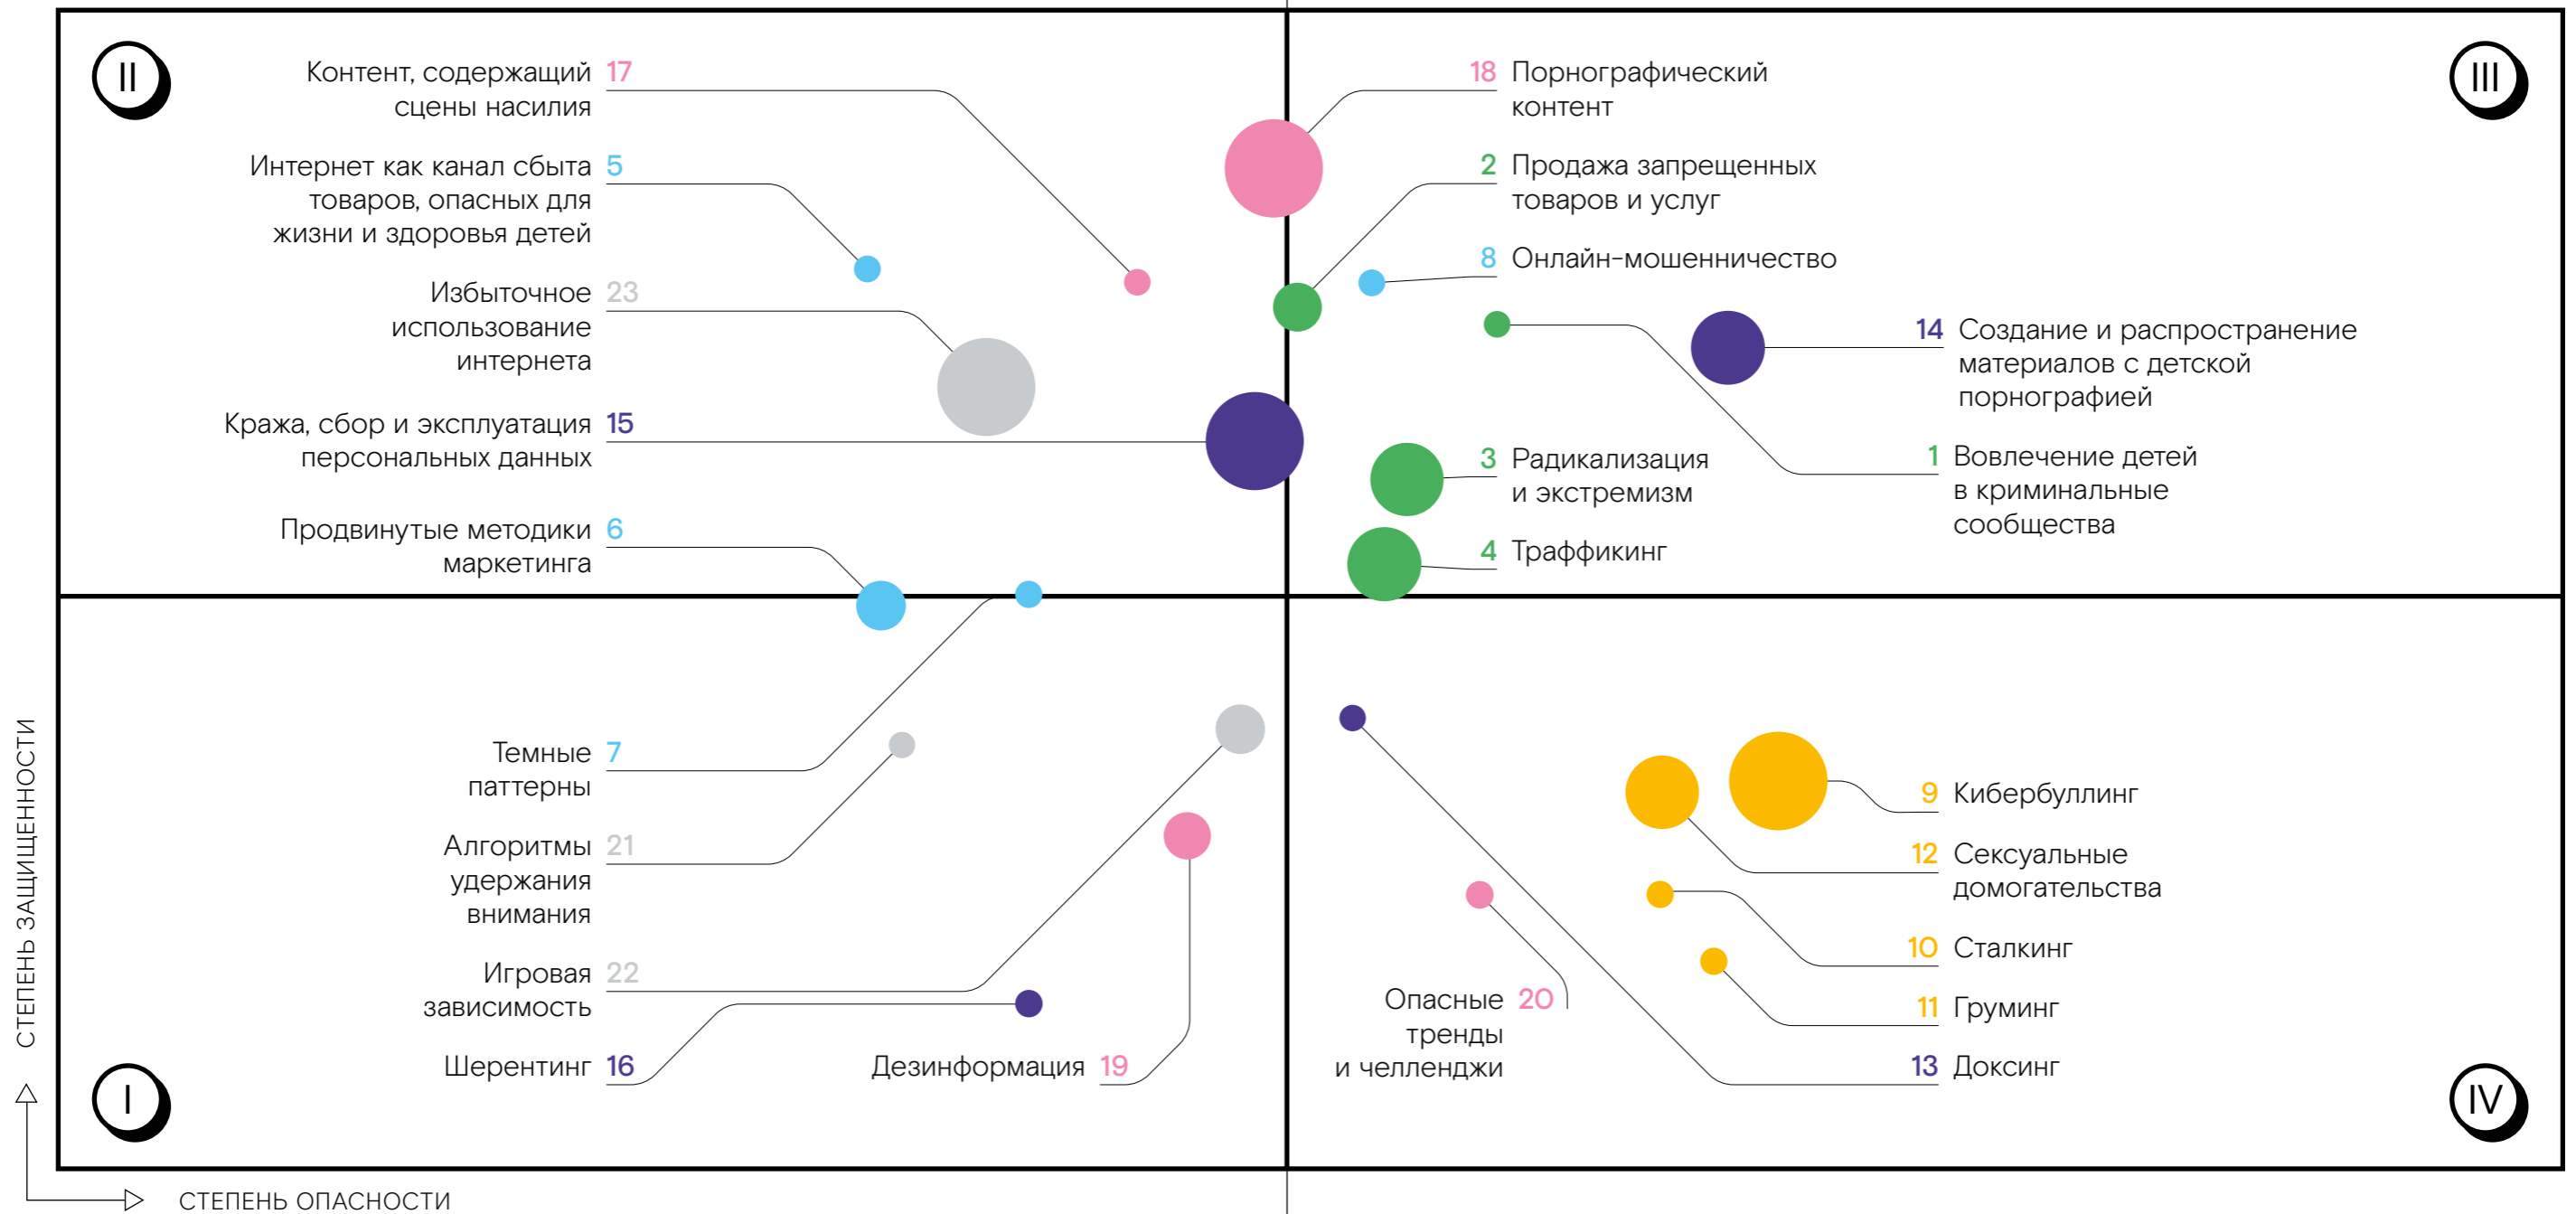 II
Контент, содержащий 17
сцены насилия
Интернет как канал сбыта 5
товаров, опасных для
жизни и здоровья детей
Избыточное 23
использование
интернета
Кража, сбор и эксплуатация 15
персональных данных
Продвинутые методики 6
маркетинга
III
18 Порнографический
контент
2 Продажа запрещенных
товаров и услуг
8 Онлайн-мошенничество
14 Создание и распространение
материалов с детской
порнографией
3 Радикализация
и экстремизм
1 Вовлечение детей
в криминальные
сообщества
4 Траффикинг
Темные 7
паттерны
Алгоритмы 21
удержания
внимания
Игровая 22
зависимость
Шерентинг 16
Дезинформация 19
I
Опасные 20
тренды
и челленджи
9 Кибербуллинг
12 Сексуальные
домогательства
10 Сталкинг
11 Груминг
13 Доксинг
IV
СТЕПЕНЬ ЗАЩИЩЕННОСТИ
СТЕПЕНЬ ОПАСНОСТИ